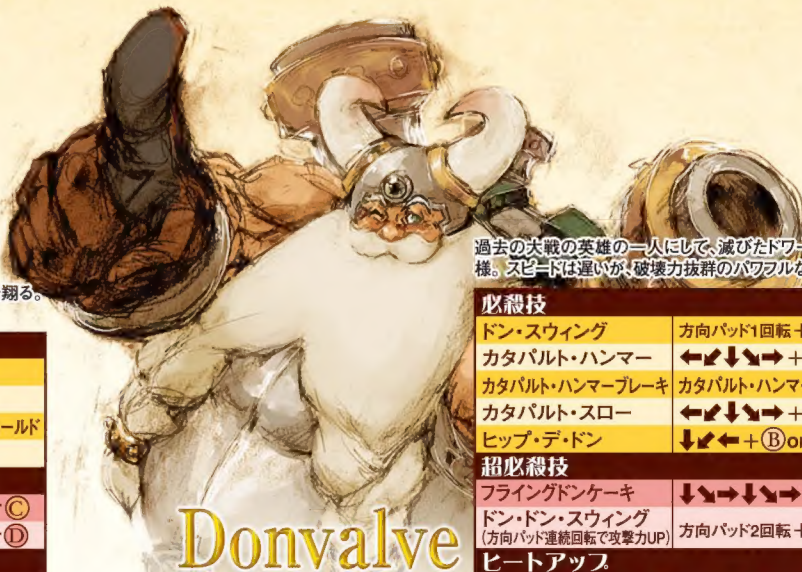 翔る。
ールド
Ⓒ
Ⓓ
Donvalve
過去の大戦の英雄の一人にして、滅びたドワー
様。スピードは遅いが、破壊力抜群のパワフルな
必殺技
ドン・スウィング 方向パッド1回転+
カタパルト・ハンマー ←↙↓↘→+
カタパルト・ハンマーブレーキ カタパルト・ハンマ
カタパルト・スロー ←↙↓↘→+
ヒップ・デ・ドン ↓↙←+Ⓑor
超必殺技
フライングドンケーキ ↓↘→↓↘→
ドン・ドン・スウィング
(方向パッド連続回転で攻撃力UP) 方向パッド2回転+
ヒートアップ